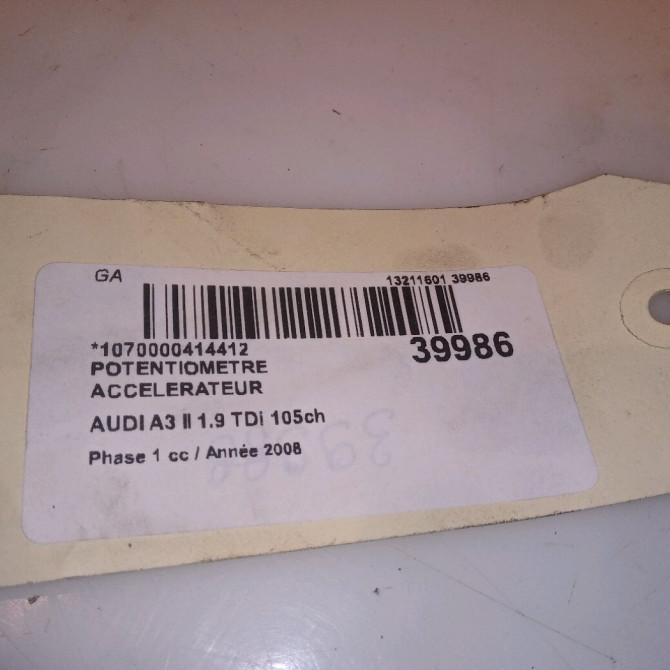 GA
13211601 39986
*1070000414412
39986
POTENTIOMETRE
ACCELERATEUR
AUDI A3 II 1.9 TDi 105ch
Phase 1 cc / Année 2008